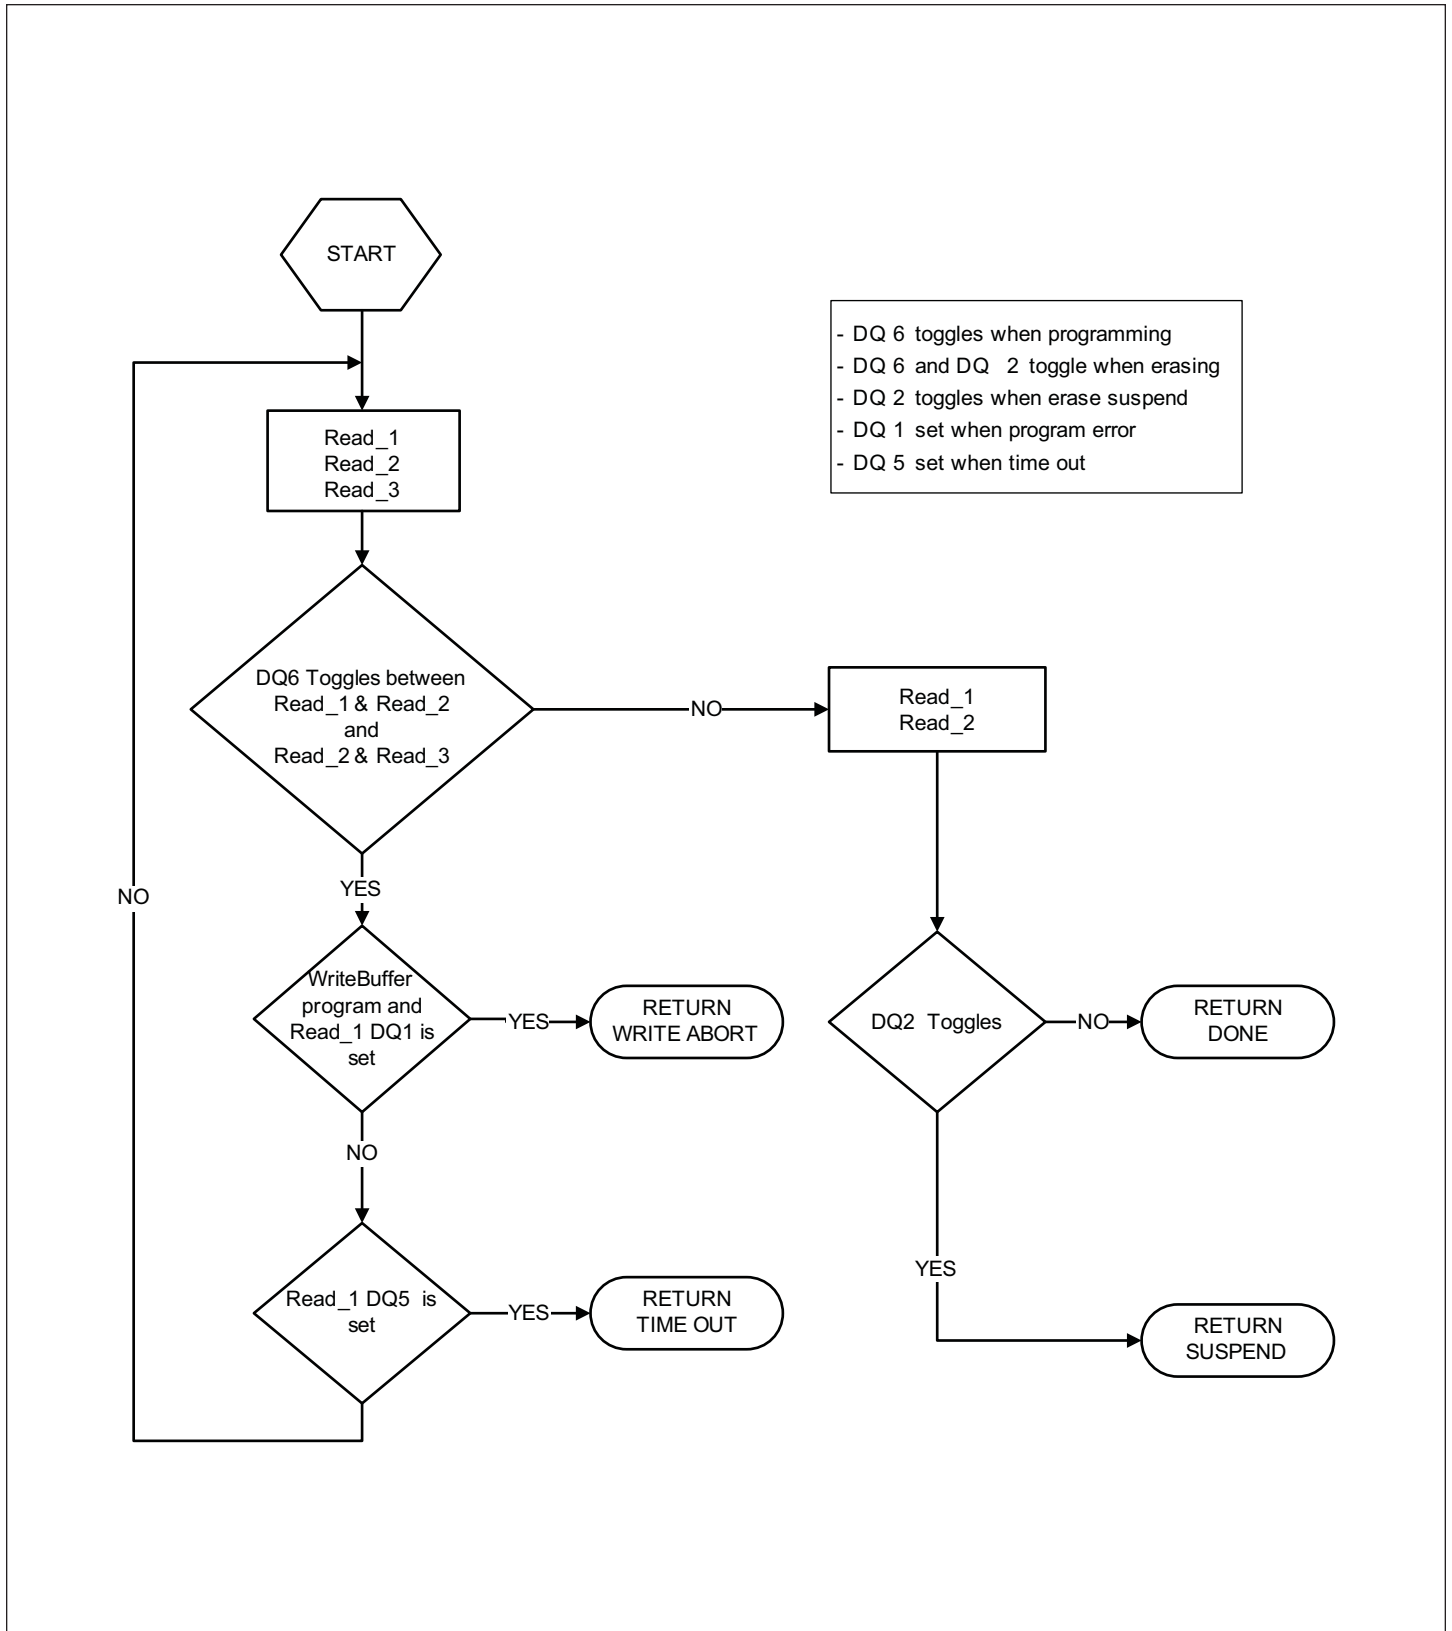 START
- DQ 6 toggles when programming
- DQ 6 and DQ 2 toggle when erasing
- DQ 2 toggles when erase suspend
- DQ 1 set when program error
- DQ 5 set when time out
Read_1
Read_2
Read_3
DQ6 Toggles between
Read_1 & Read_2
and
Read_2 & Read_3
NO
Read_1
Read_2
YES
NO
WriteBuffer
program and
Read_1 DQ1 is
set
YES
RETURN
WRITE ABORT
DQ2 Toggles
NO
RETURN
DONE
NO
YES
Read_1 DQ5 is
set
YES
RETURN
TIME OUT
RETURN
SUSPEND